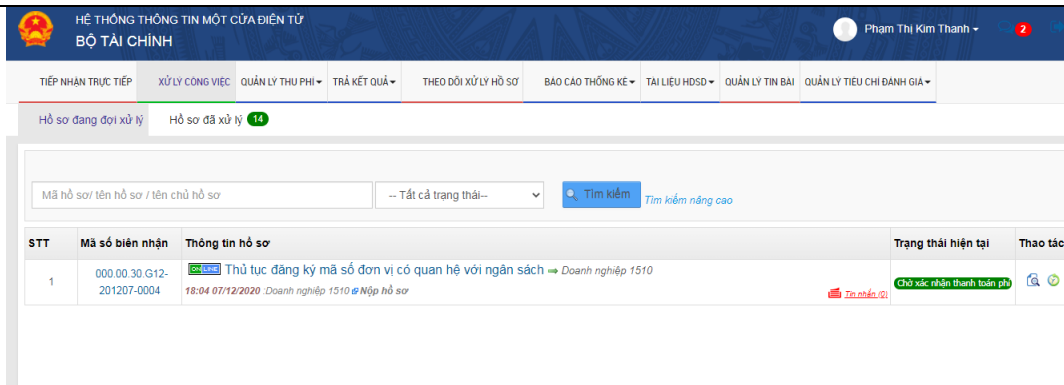 HỆ THỐNG THÔNG TIN MỘT CỬA ĐIỆN TỬ
BỘ TÀI CHÍNH
Phạm Thị Kim Thanh
2
TIẾP NHẬN TRỰC TIẾP XỬ LÝ CÔNG VIỆC QUẢN LÝ THU PHÍ TRẢ KẾT QUẢ THEO DÕI XỬ LÝ HỒ SƠ BÁO CÁO THỐNG KÊ TÀI LIỆU HDSD QUẢN LÝ TIN BÀI QUẢN LÝ TIÊU CHÍ ĐÁNH GIÁ
Hồ sơ đang đợi xử lý Hồ sơ đã xử lý 14
Mã hồ sơ/ tên hồ sơ / tên chủ hồ sơ -- Tất cả trạng thái-- Tìm kiếm Tìm kiếm nâng cao
STT Mã số biên nhận Thông tin hồ sơ Trạng thái hiện tại Thao tác
1 000.00.30.G12-201207-0004 ONLINE Thủ tục đăng ký mã số đơn vị có quan hệ với ngân sách ⇒ Doanh nghiệp 1510
18:04 07/12/2020 :Doanh nghiệp 1510 Nộp hồ sơ
Tin nhắn (0)
Chờ xác nhận thanh toán phí